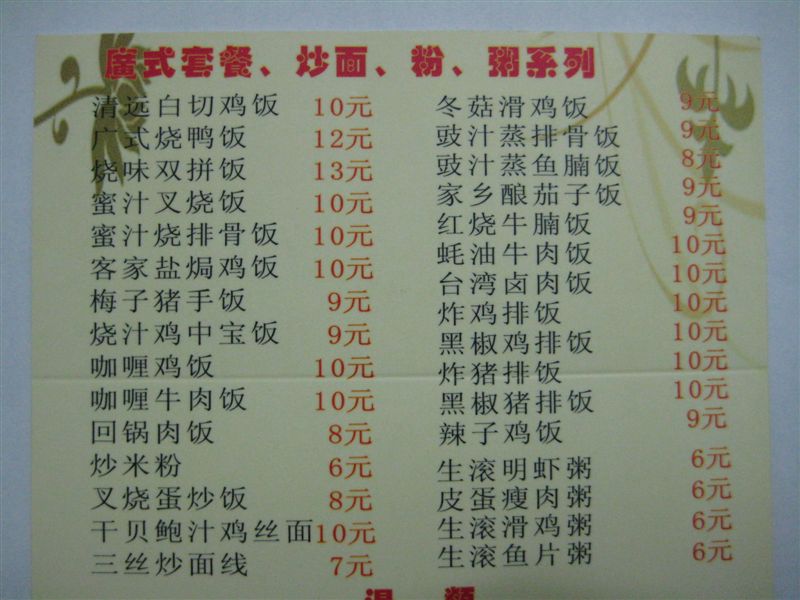 廣式套餐、炒面、粉、粥系列
清远白切鸡饭 10元
广式烧鸭饭 12元
烧味双拼饭 13元
蜜汁叉烧饭 10元
蜜汁烧排骨饭 10元
客家盐焗鸡饭 10元
梅子猪手饭 9元
烧汁鸡中宝饭 9元
咖喱鸡饭 10元
咖喱牛肉饭 10元
回锅肉饭 8元
炒米粉 6元
叉烧蛋炒饭 8元
干贝鲍汁鸡丝面 10元
三丝炒面线 7元
冬菇滑鸡饭 9元
豉汁蒸排骨饭 9元
豉汁蒸鱼腩饭 8元
家乡酿茄子饭 9元
红烧牛腩饭 9元
蚝油牛肉饭 10元
台湾卤肉饭 10元
炸鸡排饭 10元
黑椒鸡排饭 10元
炸猪排饭 10元
黑椒猪排饭 10元
辣子鸡饭 9元
生滚明虾粥 6元
皮蛋瘦肉粥 6元
生滚滑鸡粥 6元
生滚鱼片粥 6元